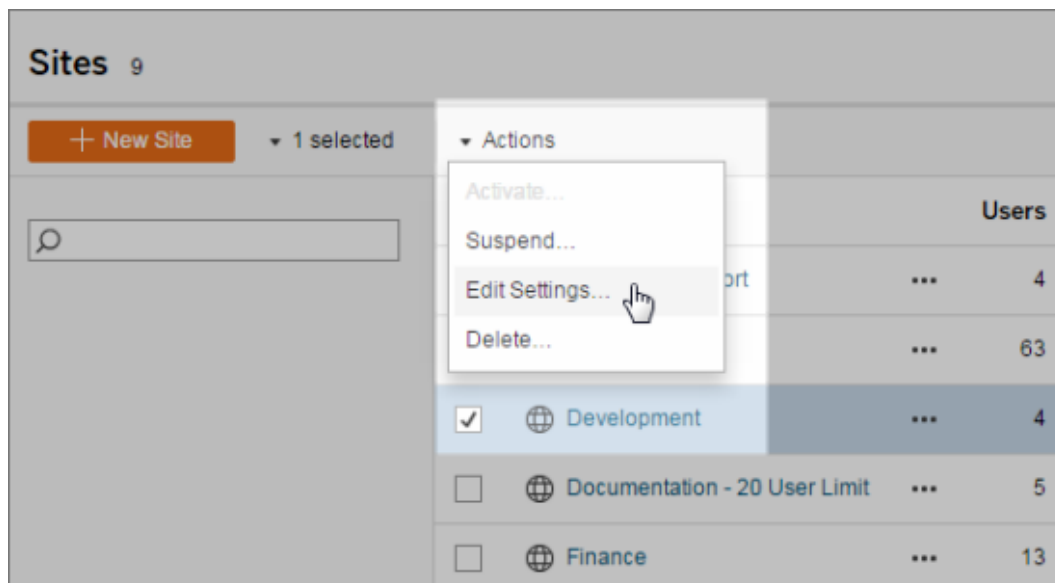 Sites 9
+ New Site 1 selected Actions
Activate...
Users
Suspend...
Edit Settings... ort ... 4
Delete... ... 63
Development ... 4
Documentation - 20 User Limit ... 5
Finance ... 13